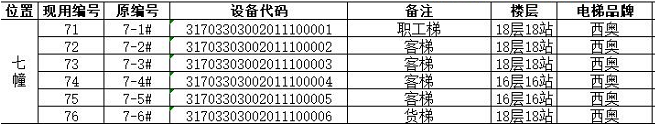 位置 现用编号 原编号 设备代码 备注 楼层 电梯品牌
七幢 71 7-1# 31703303002011100001 职工梯 18层18站 西奥
72 7-2# 31703303002011100002 客梯 18层18站 西奥
73 7-3# 31703303002011100003 客梯 18层18站 西奥
74 7-4# 31703303002011100004 客梯 16层16站 西奥
75 7-5# 31703303002011100005 客梯 16层16站 西奥
76 7-6# 31703303002011100006 货梯 18层18站 西奥